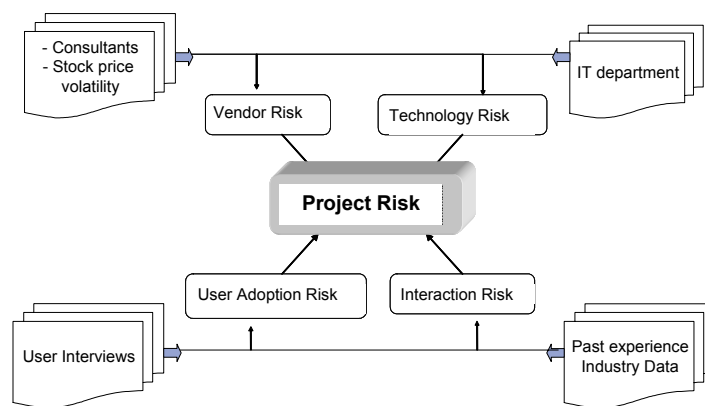 - Consultants
- Stock price
volatility
IT department
Vendor Risk
Technology Risk
Project Risk
User Adoption Risk
Interaction Risk
User Interviews
Past experience
Industry Data